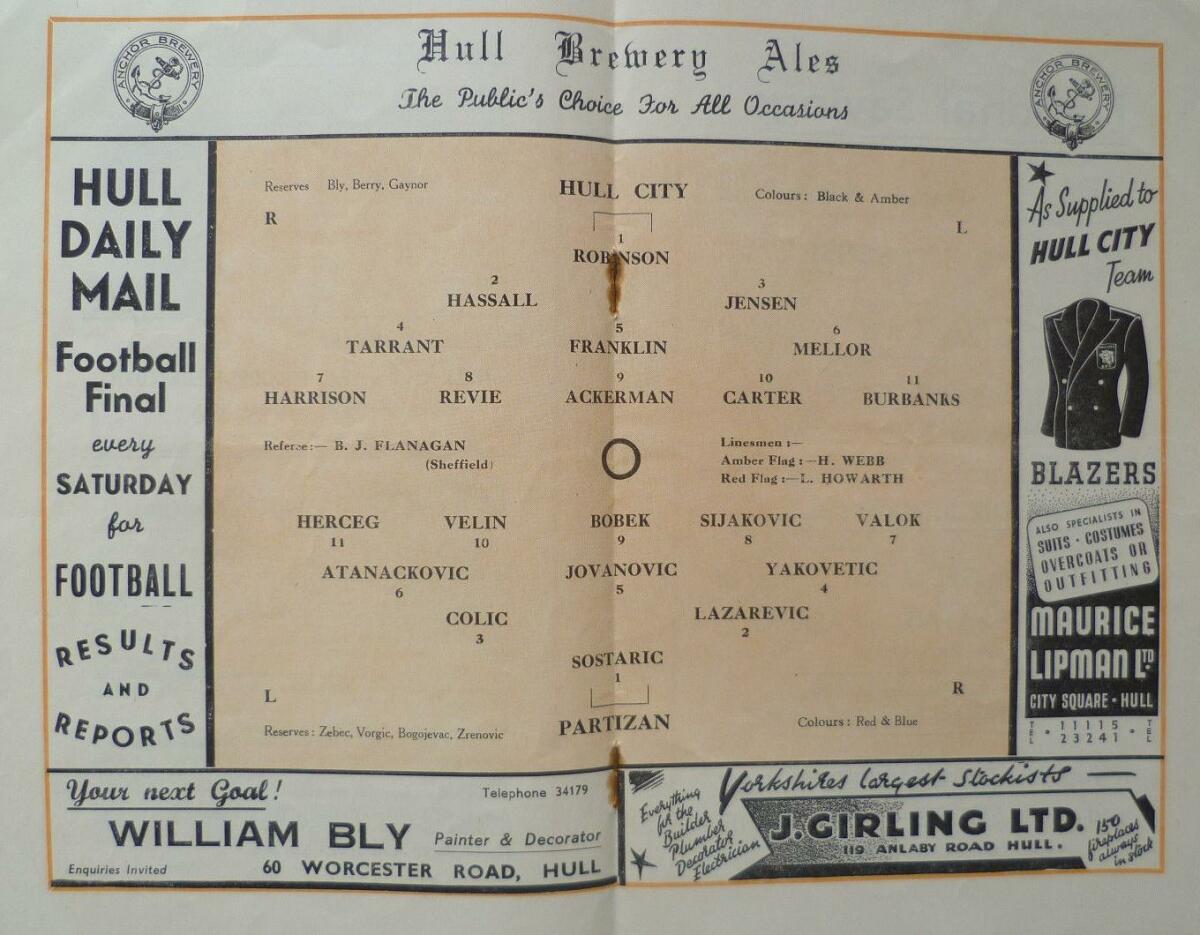 Hull Brewery Ales
The Public's Choice For All Occasions
ANCHOR BREWERY
ANCHOR BREWERY
HULL
DAILY
MAIL
Football
Final
every
SATURDAY
for
FOOTBALL
RESULTS
AND
REPORTS
Reserves Bly, Berry, Gaynor
HULL CITY
Colours: Black & Amber
R
L
1
ROBINSON
2
HASSALL
3
JENSEN
4
TARRANT
5
FRANKLIN
6
MELLOR
7
HARRISON
8
REVIE
9
ACKERMAN
10
CARTER
11
BURBANKS
Referee:— B. J. FLANAGAN
(Sheffield)
Linesmen :—
Amber Flag :—H. WEBB
Red Flag :—L. HOWARTH
HERCEG
11
VELIN
10
BOBEK
9
SIJAKOVIC
8
VALOK
7
ATANACKOVIC
6
JOVANOVIC
5
YAKOVETIC
4
COLIC
3
LAZAREVIC
2
SOSTARIC
1
L
R
PARTIZAN
Reserves: Zebec, Vorgic, Bogojevac, Zrenovic
Colours: Red & Blue
As Supplied to
HULL CITY
Team
BLAZERS
ALSO SPECIALISTS IN
SUITS · COSTUMES
OVERCOATS OR
OUTFITTING
MAURICE
LIPMAN LTD
CITY SQUARE · HULL
TEL · 11115 · TEL
23241
Your next Goal!
Telephone 34179
WILLIAM BLY Painter & Decorator
Enquiries Invited 60 WORCESTER ROAD, HULL
Yorkshires largest Stockists
Everything
for the
Builder
Plumber
Decorator
Electrician
J. GIRLING LTD.
119 ANLABY ROAD HULL.
150
fireplaces
always
in stock